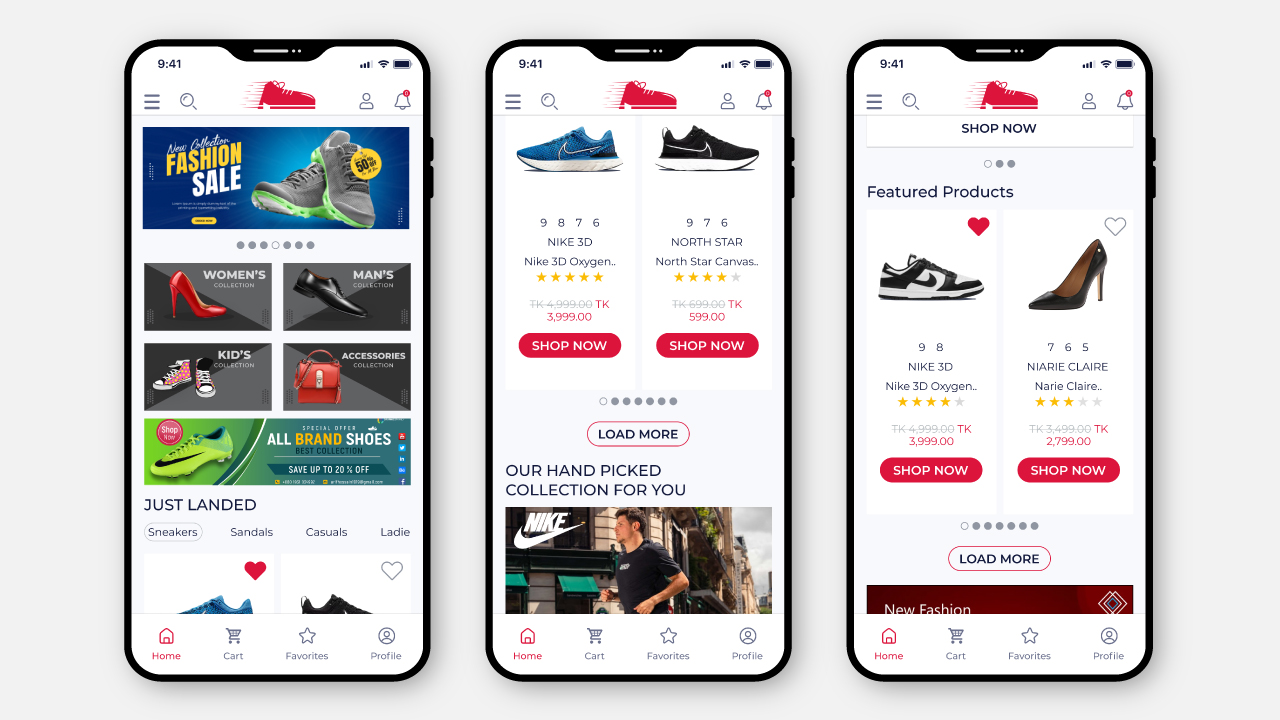 9:41
New Collection
FASHION
SALE
50%
WOMEN'S
COLLECTION
MAN'S
COLLECTION
KID'S
COLLECTION
ACCESSORIES
COLLECTION
Shop
Now
SPECIAL OFFER
ALL BRAND SHOES
BEST COLLECTION
SAVE UP TO 20 % OFF
JUST LANDED
Sneakers Sandals Casuals Ladie
Home Cart Favorites Profile
9:41
9 8 7 6
NIKE 3D
Nike 3D Oxygen..
TK 4,999.00 TK
3,999.00
SHOP NOW
9 7 6
NORTH STAR
North Star Canvas..
TK 699.00 TK
599.00
SHOP NOW
LOAD MORE
OUR HAND PICKED
COLLECTION FOR YOU
NIKE
Home Cart Favorites Profile
9:41
SHOP NOW
Featured Products
9 8
NIKE 3D
Nike 3D Oxygen..
TK 4,999.00 TK
3,999.00
SHOP NOW
7 6 5
NIARIE CLAIRE
Narie Claire..
TK 3,499.00 TK
2,799.00
SHOP NOW
LOAD MORE
New Fashion
Home Cart Favorites Profile